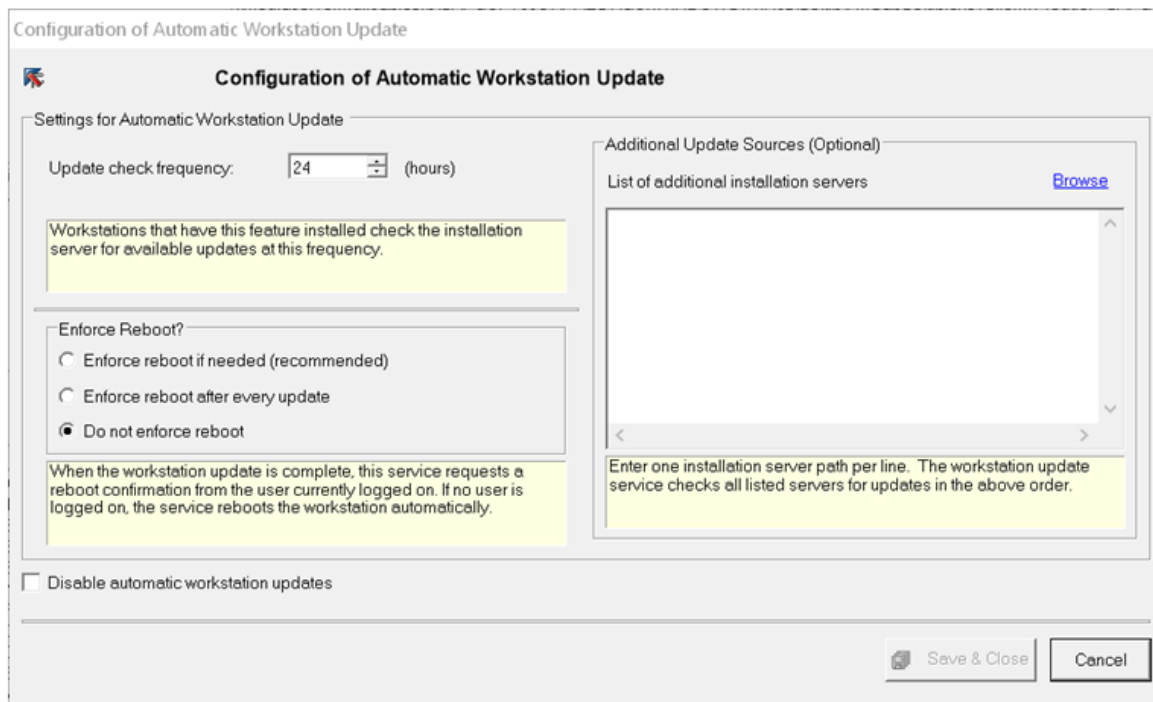 Configuration of Automatic Workstation Update
Configuration of Automatic Workstation Update
Settings for Automatic Workstation Update
Update check frequency: 24 (hours)
Workstations that have this feature installed check the installation
server for available updates at this frequency.
Enforce Reboot?
Enforce reboot if needed (recommended)
Enforce reboot after every update
Do not enforce reboot
When the workstation update is complete, this service requests a
reboot confirmation from the user currently logged on. If no user is
logged on, the service reboots the workstation automatically.
Additional Update Sources (Optional)
List of additional installation servers Browse
Enter one installation server path per line. The workstation update
service checks all listed servers for updates in the above order.
Disable automatic workstation updates
Save & Close Cancel